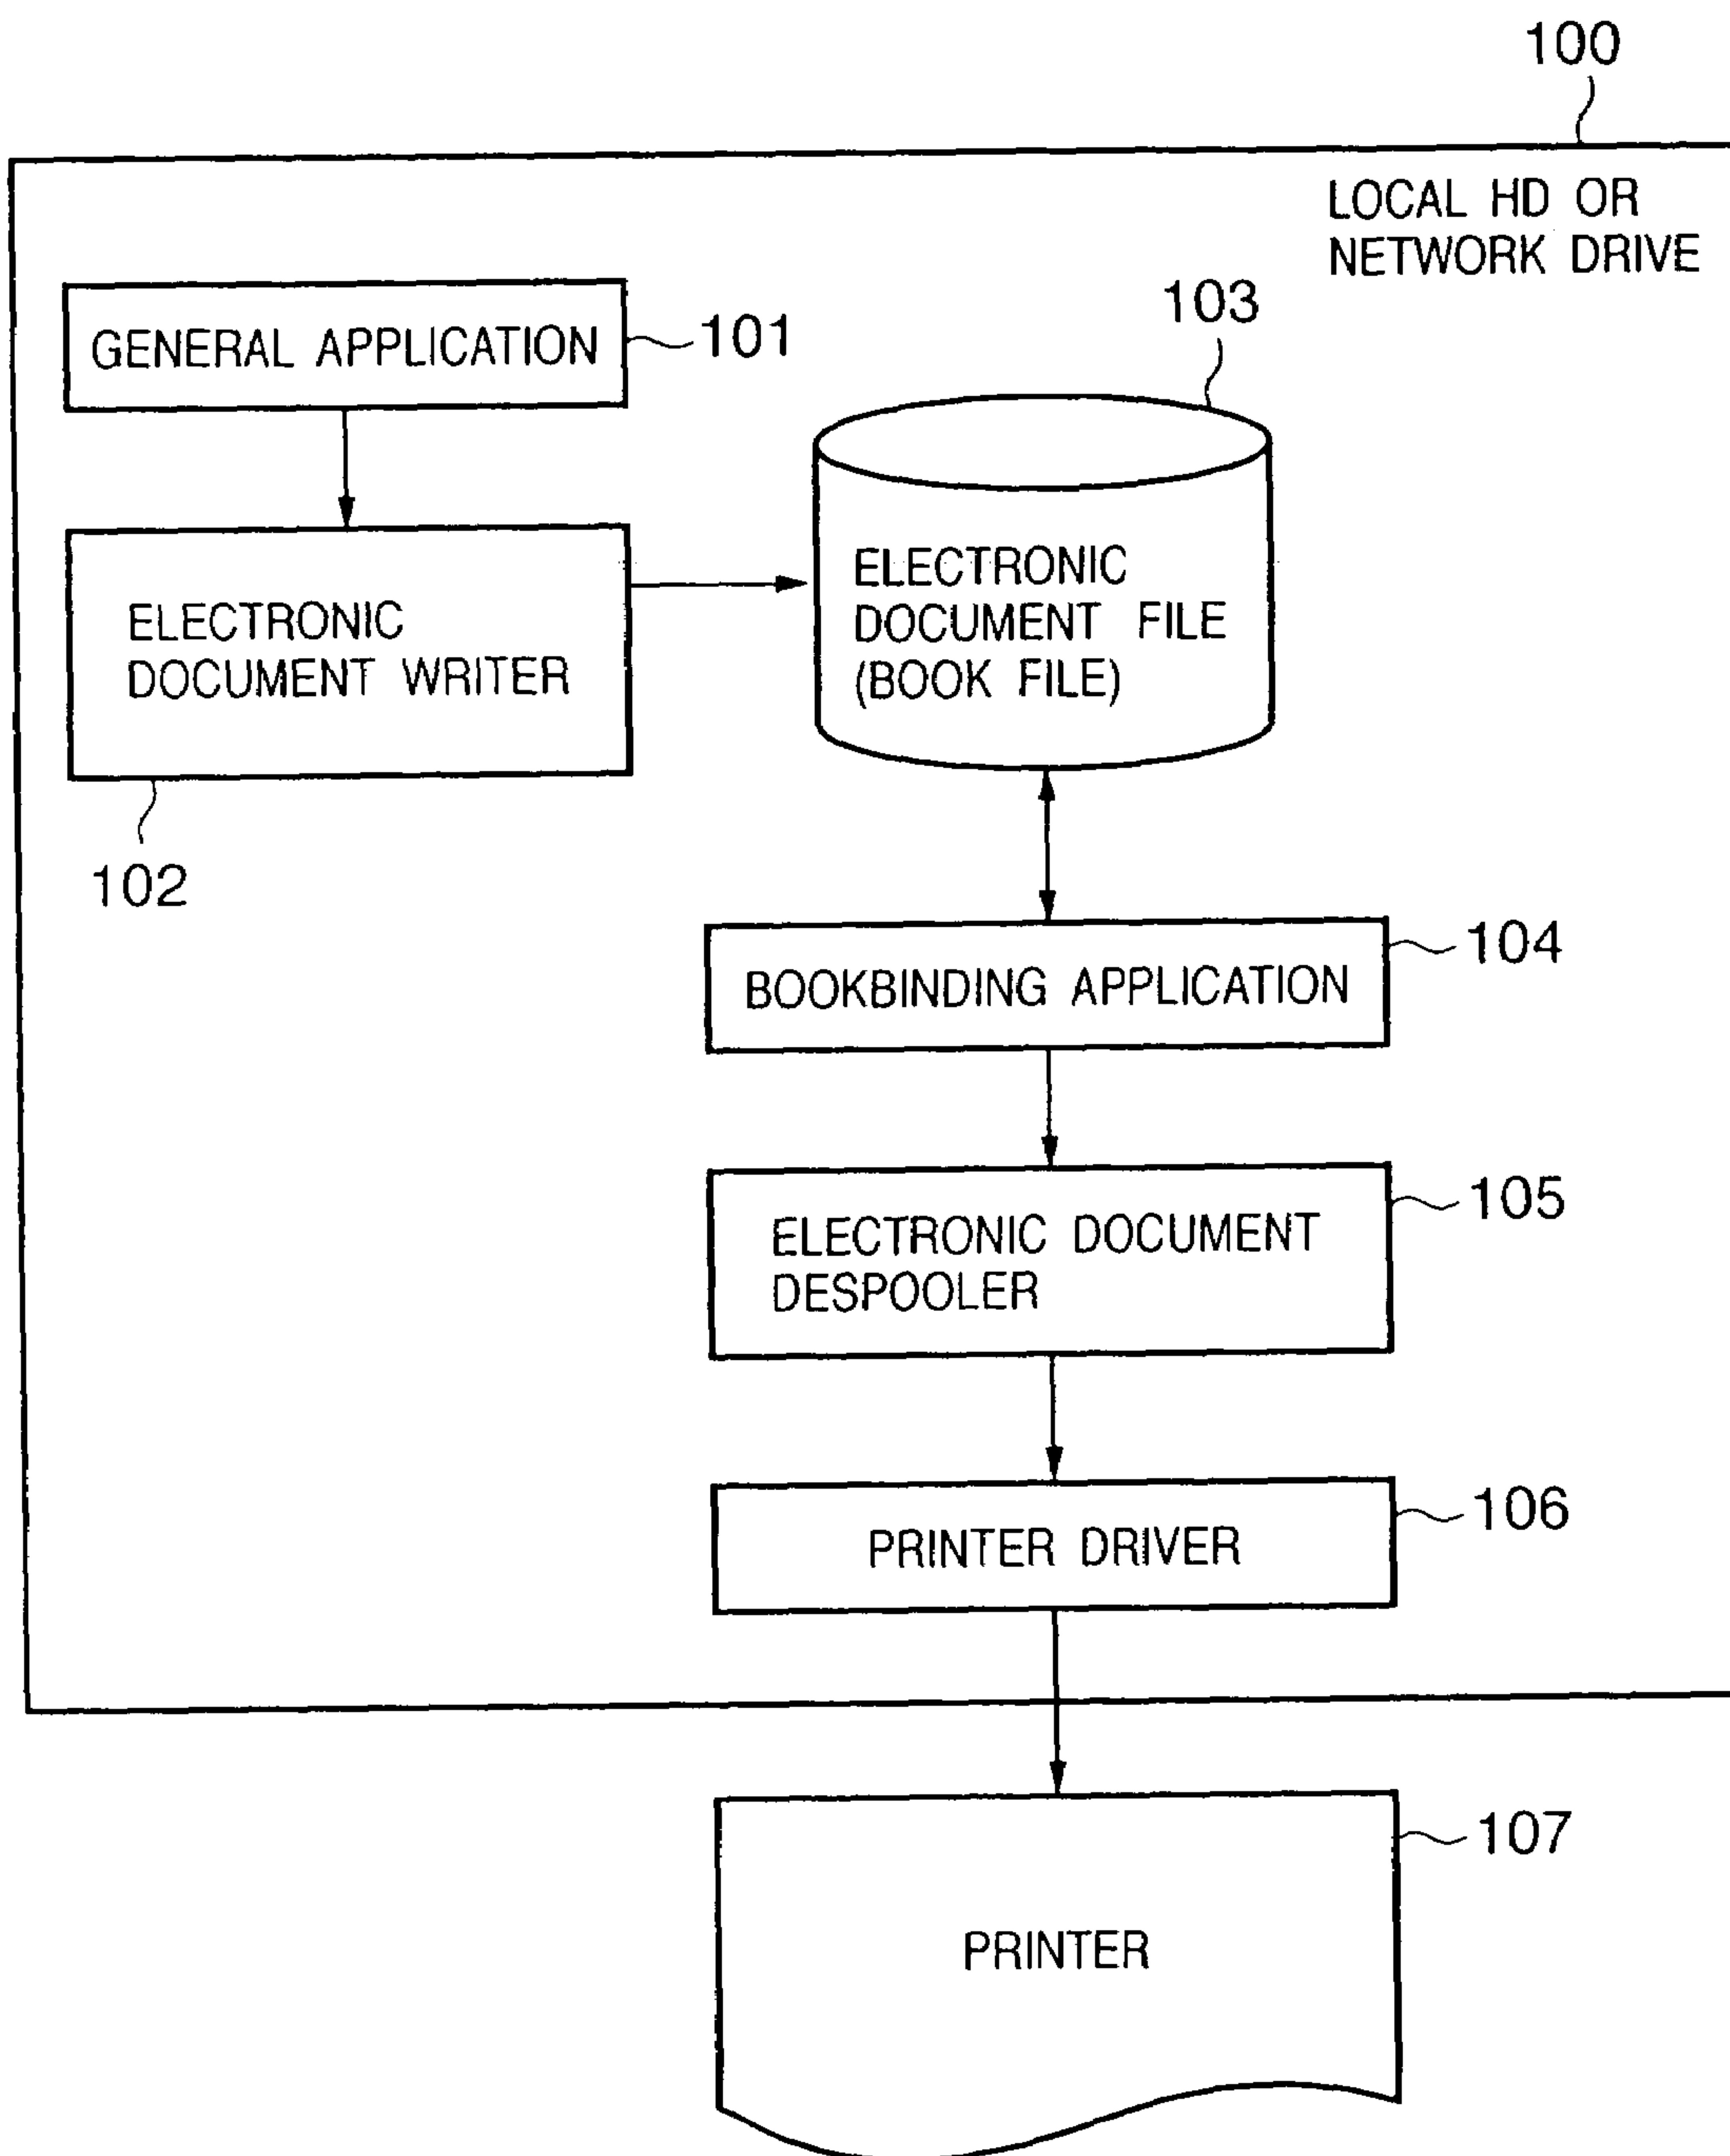 100
LOCAL HD OR
NETWORK DRIVE
GENERAL APPLICATION
101
103
ELECTRONIC
DOCUMENT WRITER
102
ELECTRONIC
DOCUMENT FILE
(BOOK FILE)
BOOKBINDING APPLICATION
104
ELECTRONIC DOCUMENT
DESPOOLER
105
PRINTER DRIVER
106
PRINTER
107